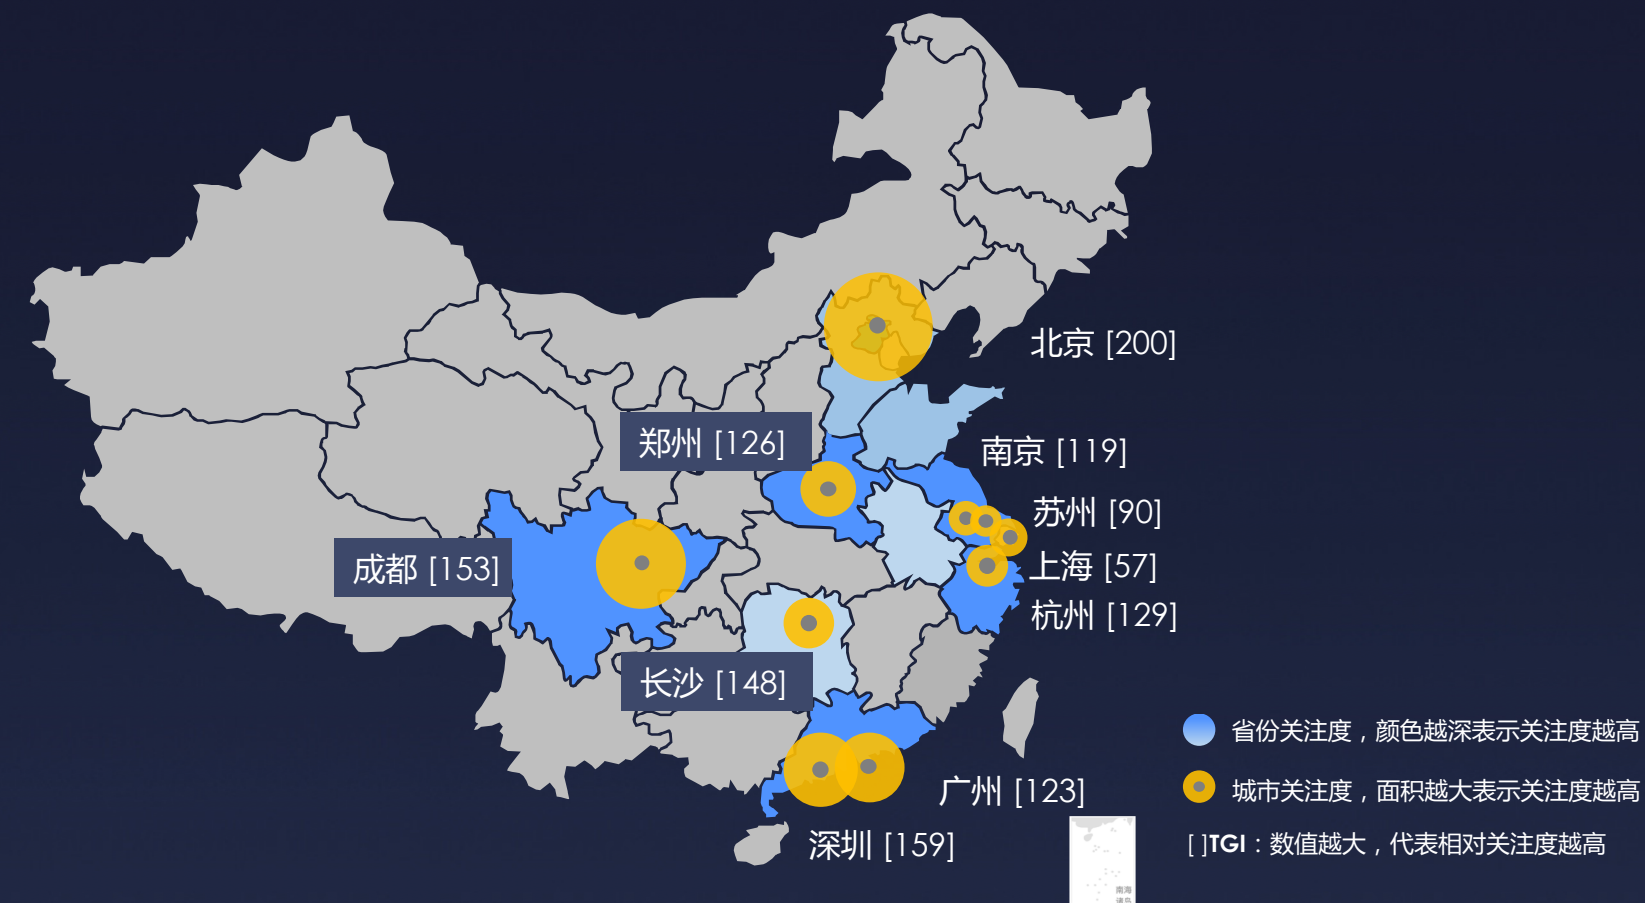 北京 [200]
郑州 [126]
南京 [119]
苏州 [90]
成都 [153]
上海 [57]
杭州 [129]
长沙 [148]
省份关注度，颜色越深表示关注度越高
广州 [123]
城市关注度，面积越大表示关注度越高
深圳 [159]
[ ]TGI：数值越大，代表相对关注度越高
南海
诸岛